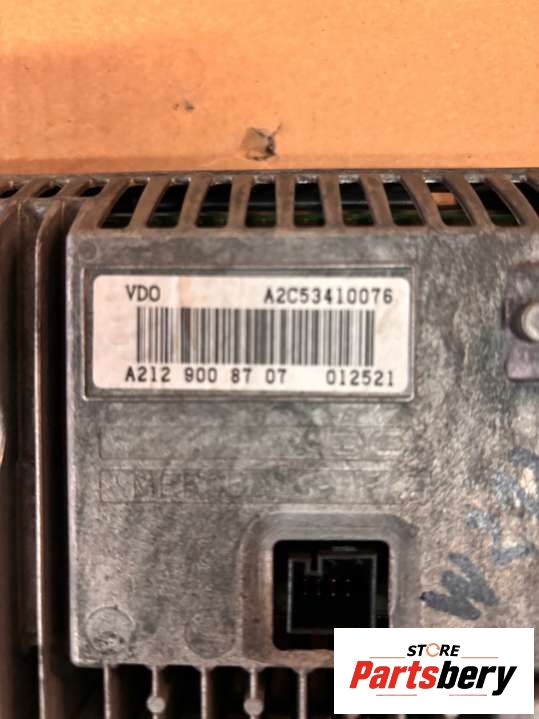 VDO A2C53410076
A212 900 87 07 012521
STORE
Partsbery